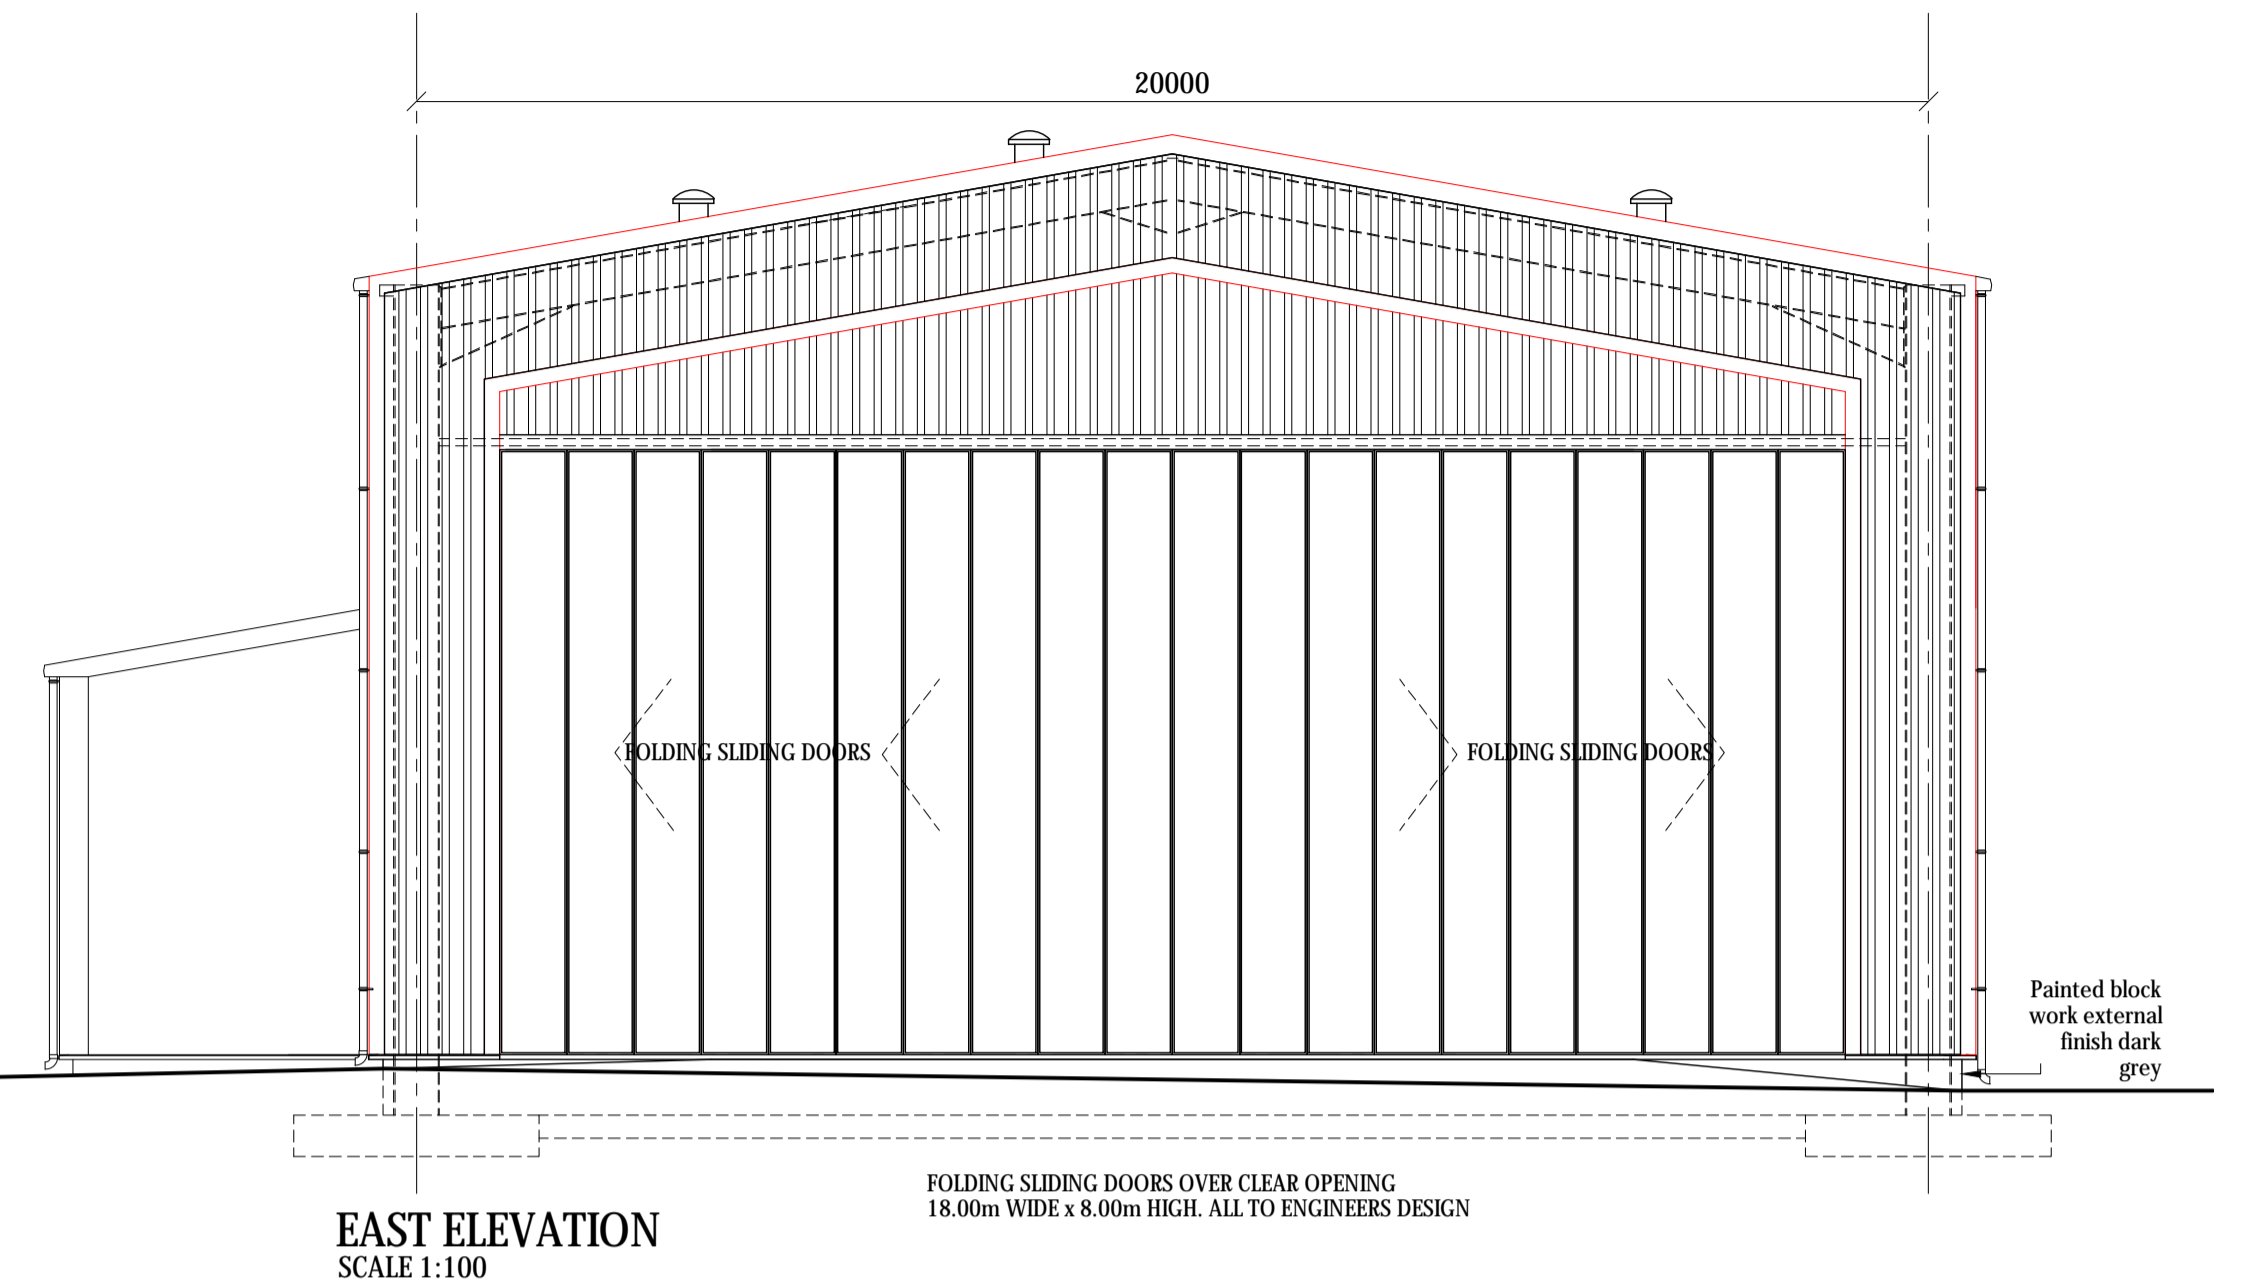 20000
FOLDING SLIDING DOORS
FOLDING SLIDING DOORS
Painted block
work external
finish dark
grey
FOLDING SLIDING DOORS OVER CLEAR OPENING
18.00m WIDE x 8.00m HIGH. ALL TO ENGINEERS DESIGN
EAST ELEVATION
SCALE 1:100